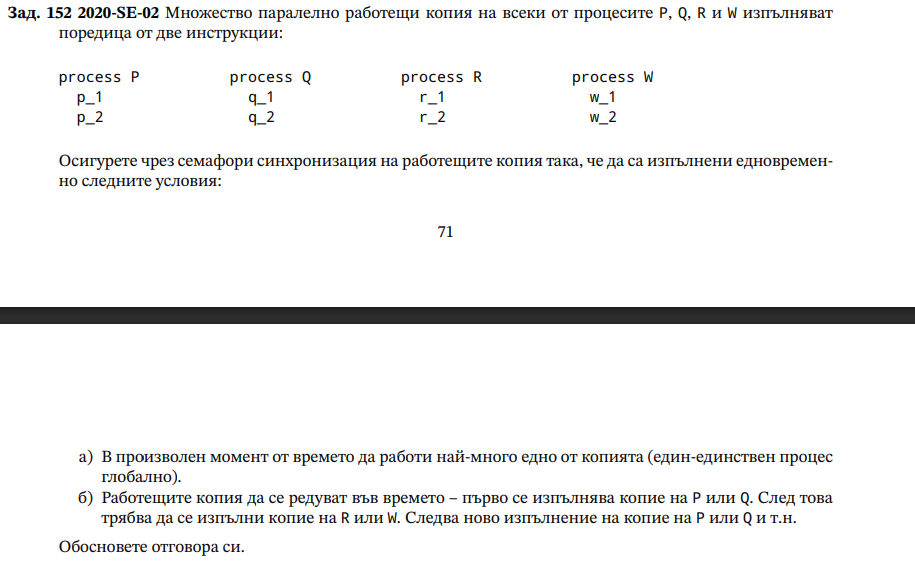 Зад. 152 2020-SE-02 Множество паралелно работещи копия на всеки от процесите P, Q, R и W изпълняват
поредица от две инструкции:
process P process Q process R process W
p_1 q_1 r_1 w_1
p_2 q_2 r_2 w_2
Осигурете чрез семафори синхронизация на работещите копия така, че да са изпълнени едновремен-
но следните условия:
71
а) В произволен момент от времето да работи най-много едно от копията (един-единствен процес
глобално).
б) Работещите копия да се редуват във времето – първо се изпълнява копие на P или Q. След това
трябва да се изпълни копие на R или W. Следва ново изпълнение на копие на P или Q и т.н.
Обосновете отговора си.